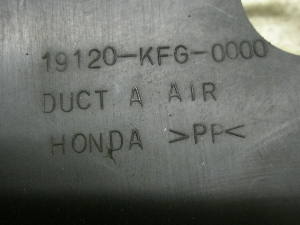 19120-KFG-0000
DUCT A AIR
HONDA >PP<